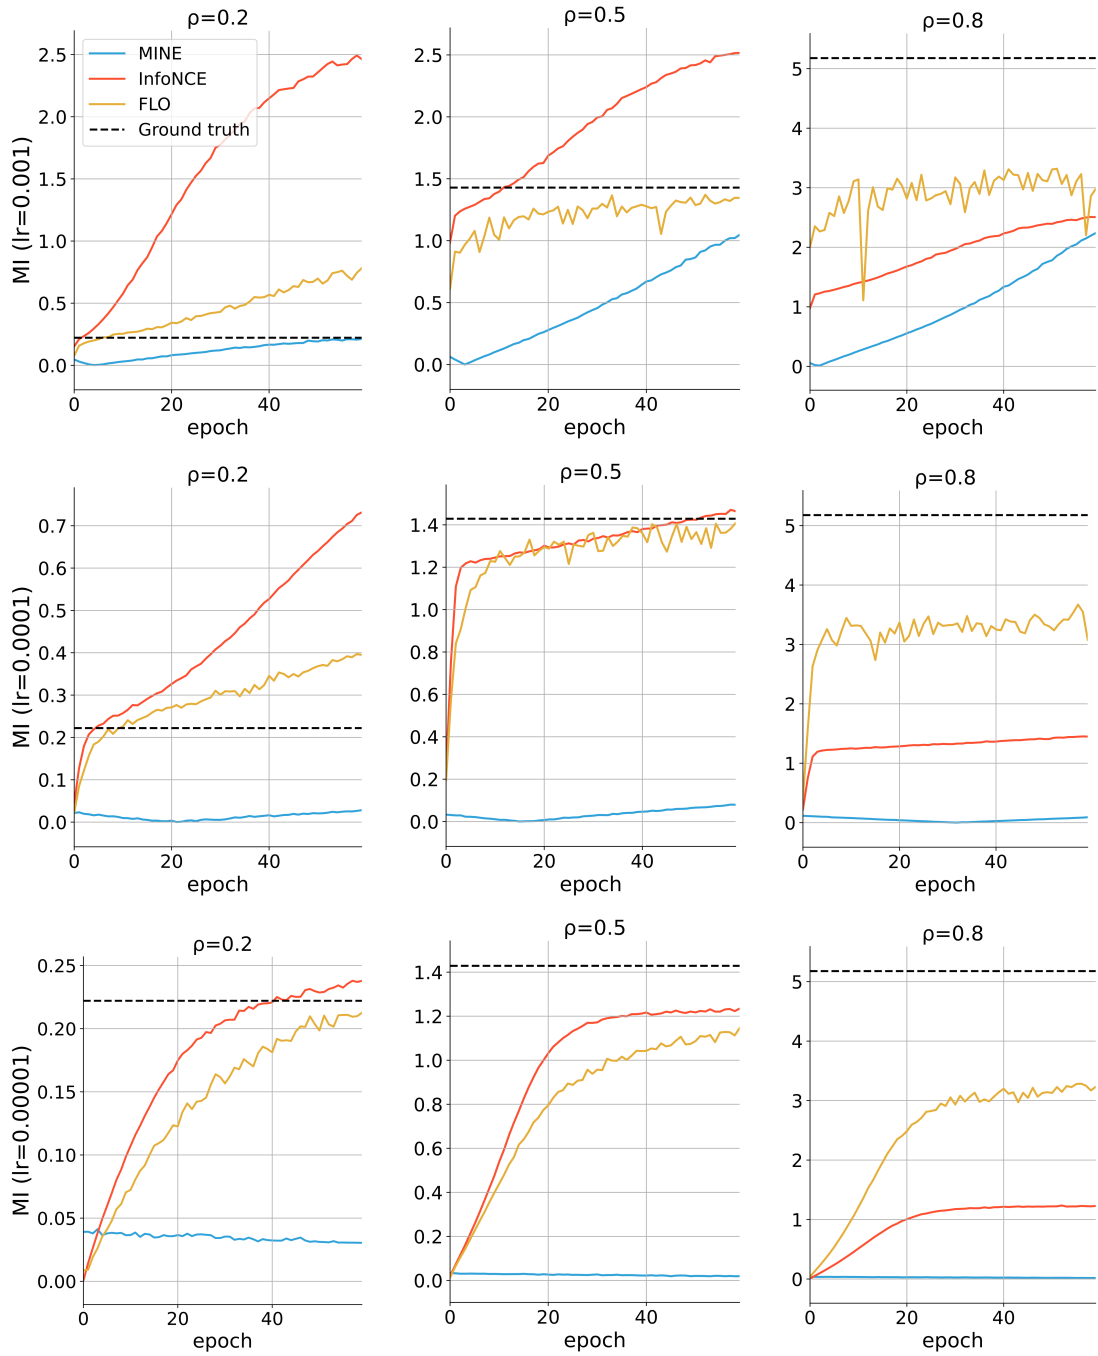 ρ=0.2
MI (lr=0.001)
2.5
2.0
1.5
1.0
0.5
0.0
MINE
InfoNCE
FLO
Ground truth
0 20 40
epoch
ρ=0.5
2.5
2.0
1.5
1.0
0.5
0.0
0 20 40
epoch
ρ=0.8
5
4
3
2
1
0
0 20 40
epoch
ρ=0.2
MI (lr=0.0001)
0.7
0.6
0.5
0.4
0.3
0.2
0.1
0.0
0 20 40
epoch
ρ=0.5
1.4
1.2
1.0
0.8
0.6
0.4
0.2
0.0
0 20 40
epoch
ρ=0.8
5
4
3
2
1
0
0 20 40
epoch
ρ=0.2
MI (lr=0.00001)
0.25
0.20
0.15
0.10
0.05
0.00
0 20 40
epoch
ρ=0.5
1.4
1.2
1.0
0.8
0.6
0.4
0.2
0.0
0 20 40
epoch
ρ=0.8
5
4
3
2
1
0
0 20 40
epoch